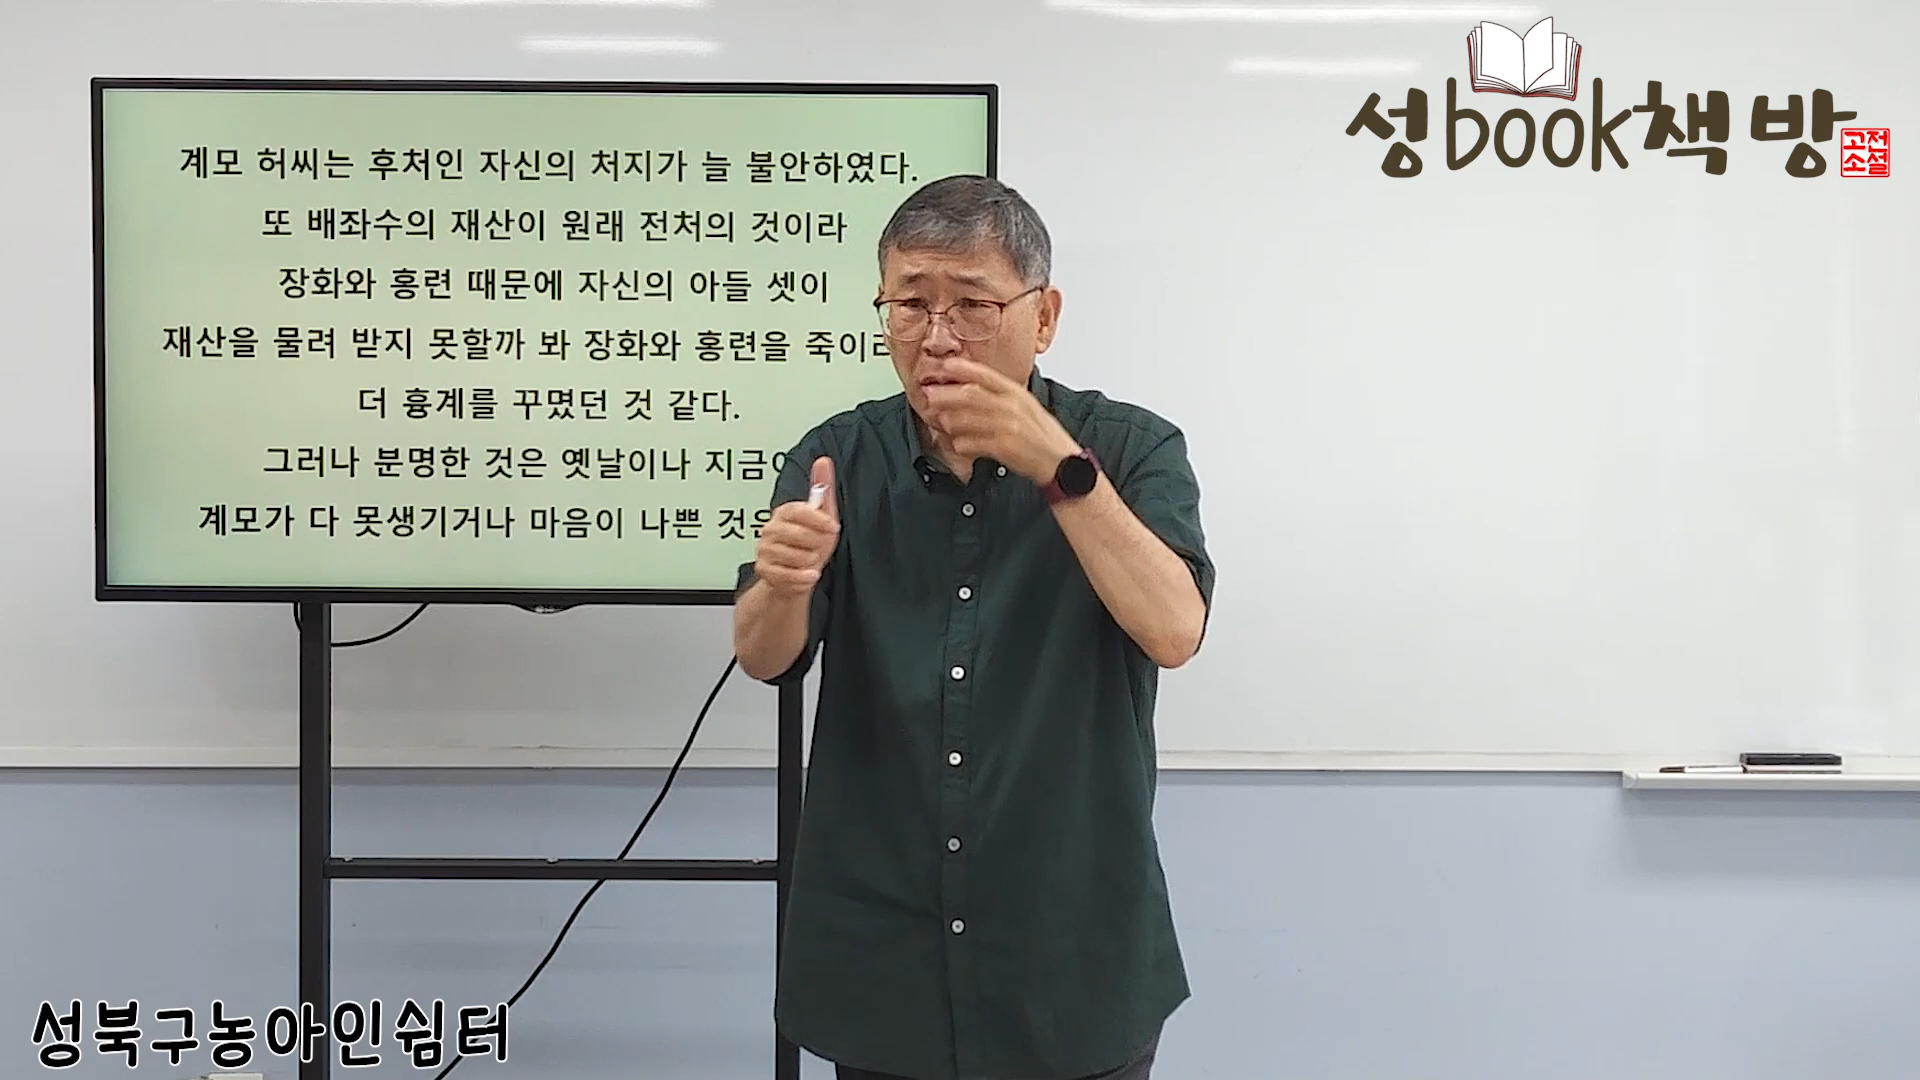 계모 허씨는 후처인 자신의 처지가 늘 불안하였다.
또 배좌수의 재산이 원래 전처의 것이라
장화와 홍련 때문에 자신의 아들 셋이
재산을 물려 받지 못할까 봐 장화와 홍련을
더 흉계를 꾸몄던 것 같다.
그러나 분명한 것은 옛날이나
계모가 다 못생기거나 마음이 나쁜 것은
성book책방
고전
소설
성북구농아인쉼터